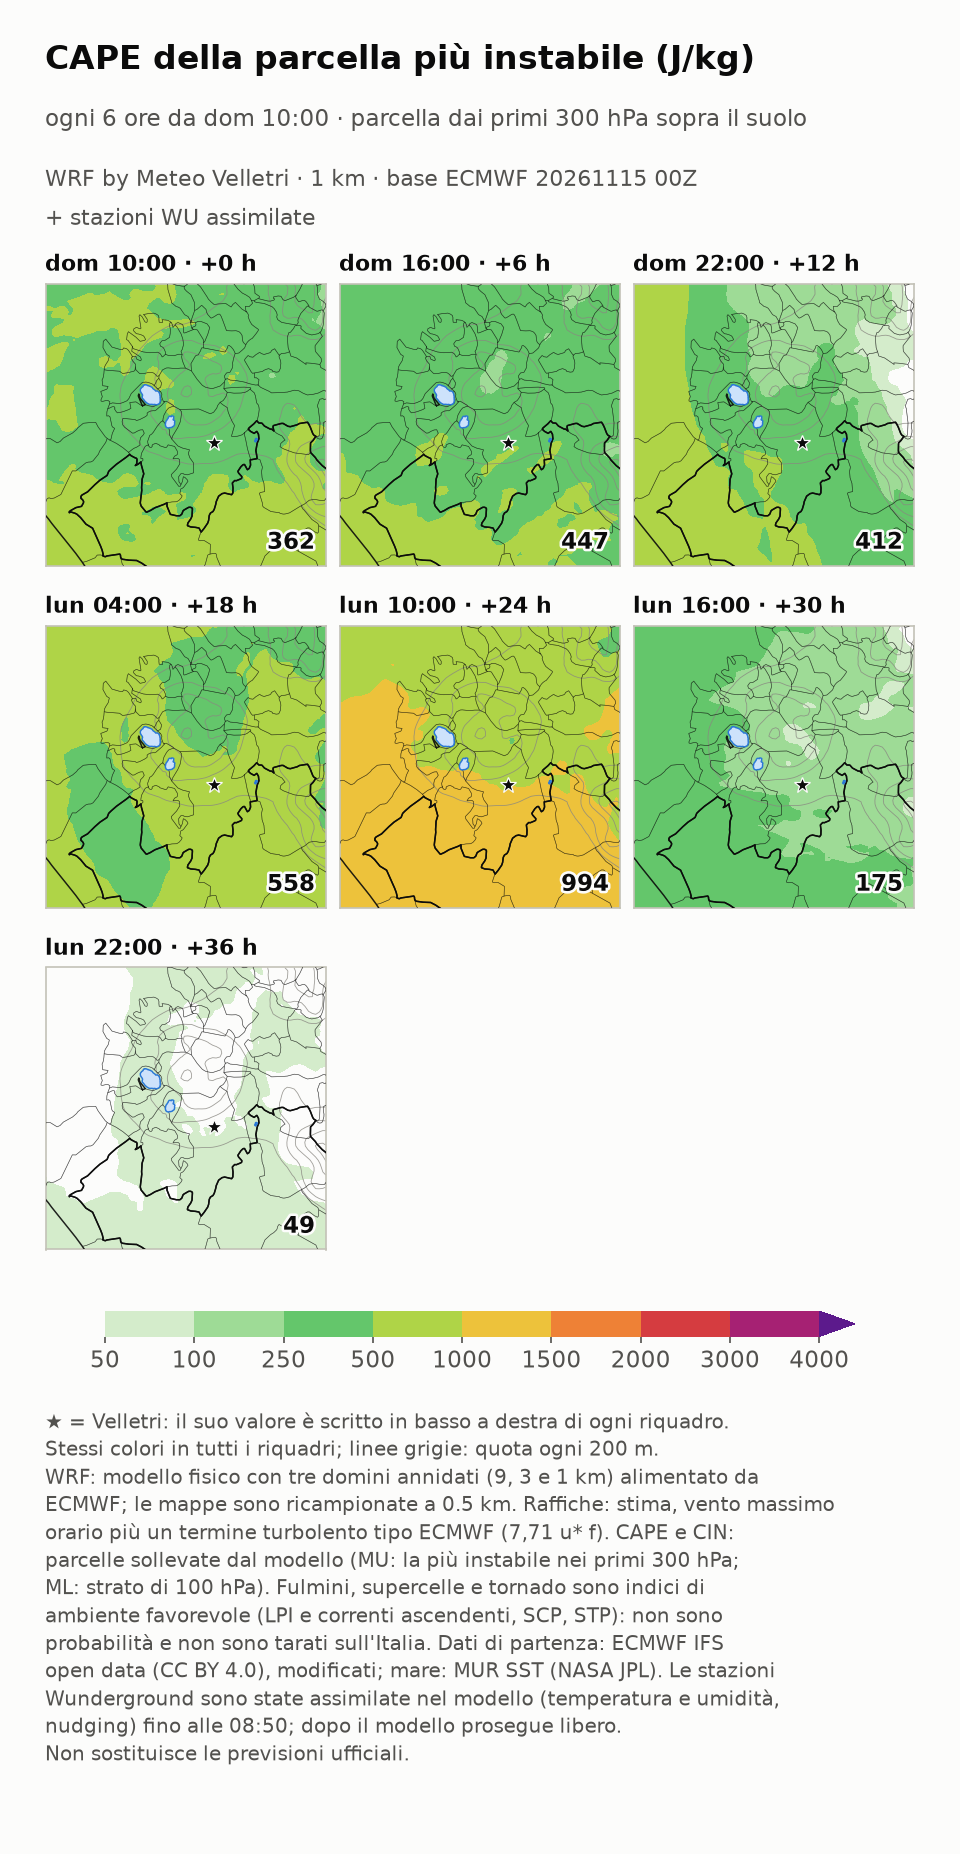 CAPE della parcella più instabile (J/kg)
ogni 6 ore da dom 10:00 · parcella dai primi 300 hPa sopra il suolo
WRF by Meteo Velletri · 1 km · base ECMWF 20261115 00Z
+ stazioni WU assimilate
dom 10:00 · +0 h
dom 16:00 · +6 h
dom 22:00 · +12 h
362
447
412
lun 04:00 · +18 h
lun 10:00 · +24 h
lun 16:00 · +30 h
558
994
175
lun 22:00 · +36 h
49
50 100 250 500 1000 1500 2000 3000 4000
★ = Velletri: il suo valore è scritto in basso a destra di ogni riquadro.
Stessi colori in tutti i riquadri; linee grigie: quota ogni 200 m.
WRF: modello fisico con tre domini annidati (9, 3 e 1 km) alimentato da
ECMWF; le mappe sono ricampionate a 0.5 km. Raffiche: stima, vento massimo
orario più un termine turbolento tipo ECMWF (7,71 u* f). CAPE e CIN:
parcelle sollevate dal modello (MU: la più instabile nei primi 300 hPa;
ML: strato di 100 hPa). Fulmini, supercelle e tornado sono indici di
ambiente favorevole (LPI e correnti ascendenti, SCP, STP): non sono
probabilità e non sono tarati sull'Italia. Dati di partenza: ECMWF IFS
open data (CC BY 4.0), modificati; mare: MUR SST (NASA JPL). Le stazioni
Wunderground sono state assimilate nel modello (temperatura e umidità,
nudging) fino alle 08:50; dopo il modello prosegue libero.
Non sostituisce le previsioni ufficiali.